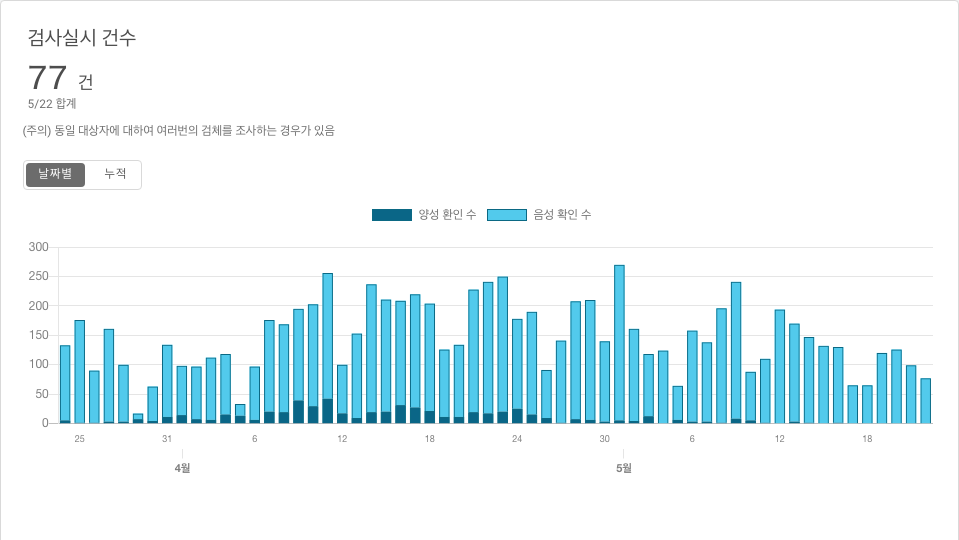 검사실시 건수
77 건
5/22 합계
(주의) 동일 대상자에 대하여 여러번의 검체를 조사하는 경우가 있음
날짜별 누적
양성 환인 수 음성 확인 수
300
250
200
150
100
50
0
25 31 6 12 18 24 30 6 12 18
4월 5월